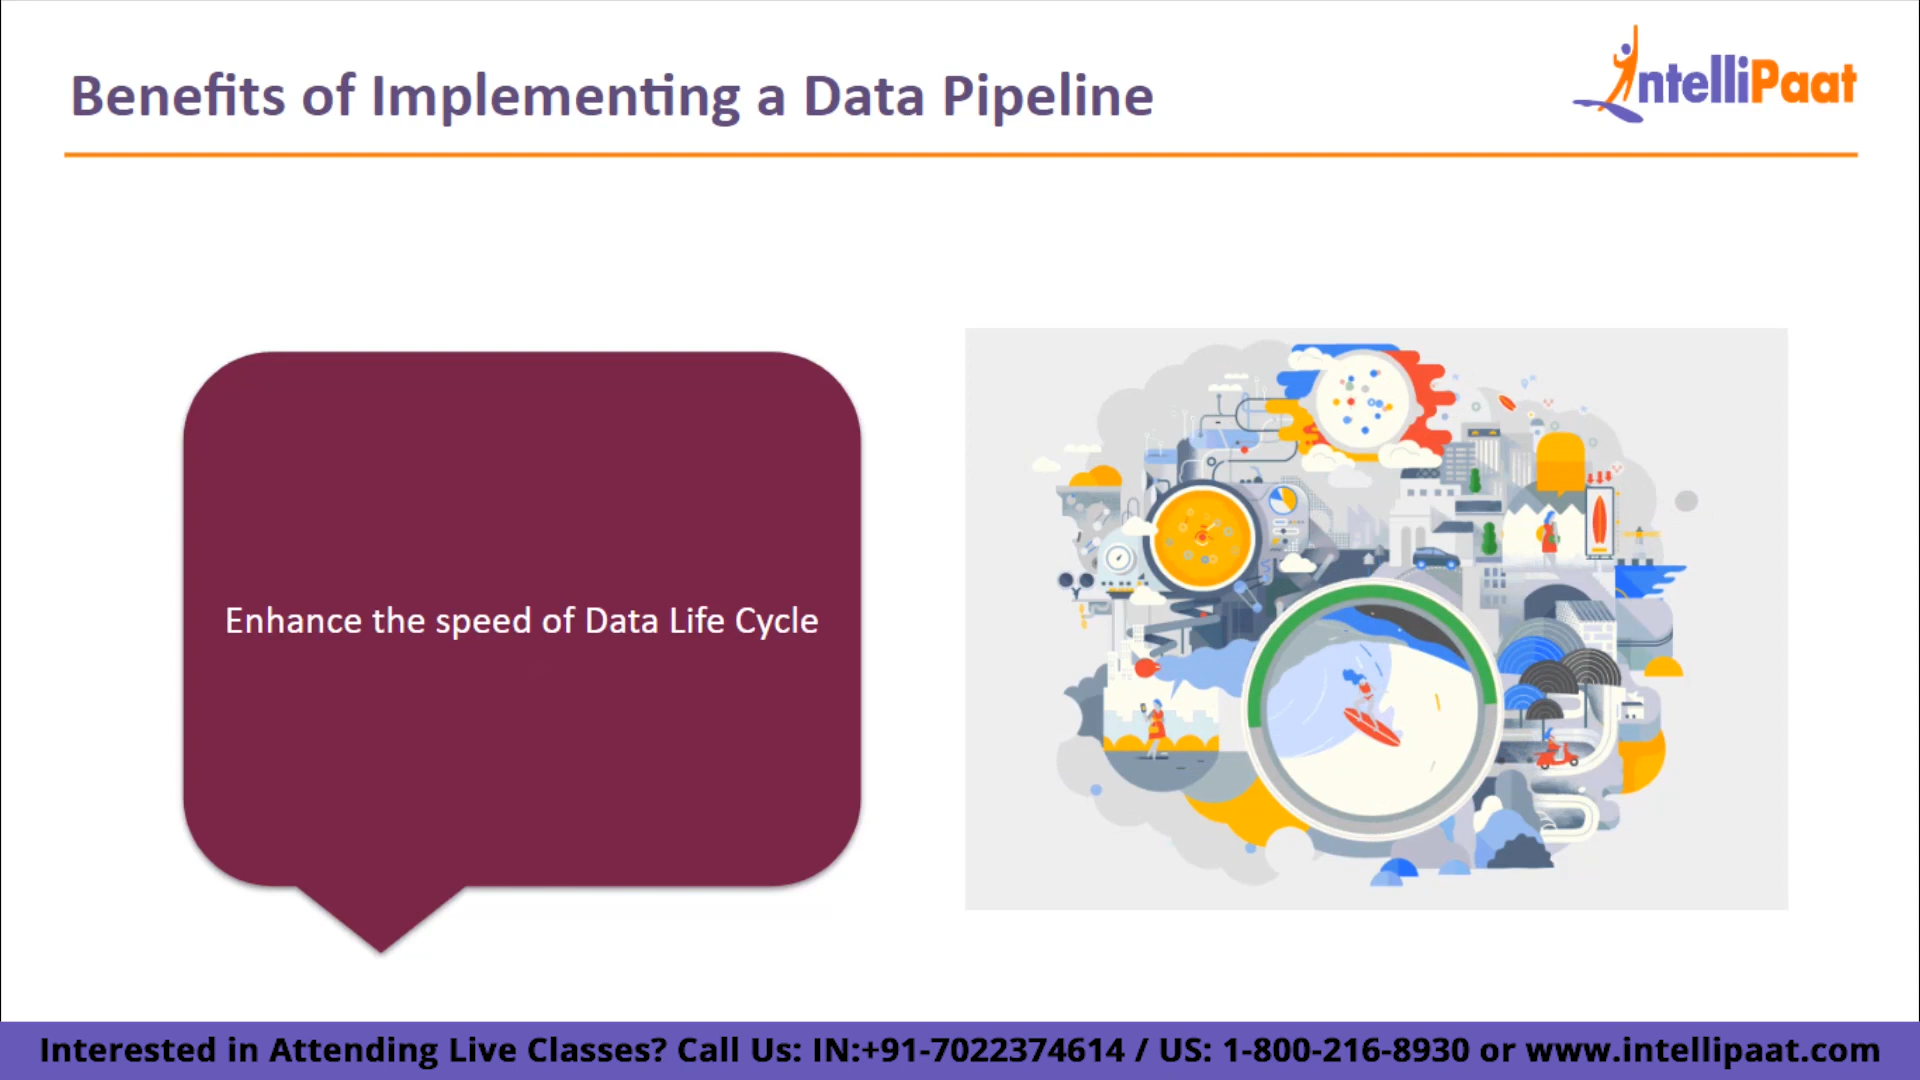 Benefits of Implementing a Data Pipeline
IntelliPaat
Enhance the speed of Data Life Cycle
Interested in Attending Live Classes? Call Us: IN:+91-7022374614 / US: 1-800-216-8930 or www.intellipaat.com